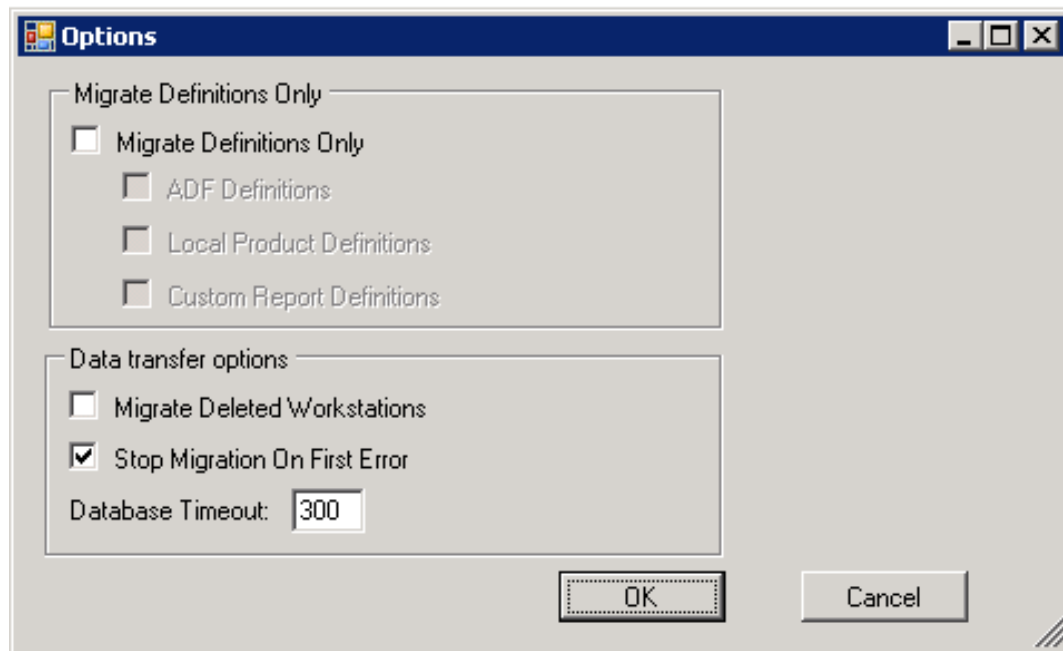 Options
Migrate Definitions Only
Migrate Definitions Only
ADF Definitions
Local Product Definitions
Custom Report Definitions
Data transfer options
Migrate Deleted Workstations
Stop Migration On First Error
Database Timeout: 300
OK Cancel